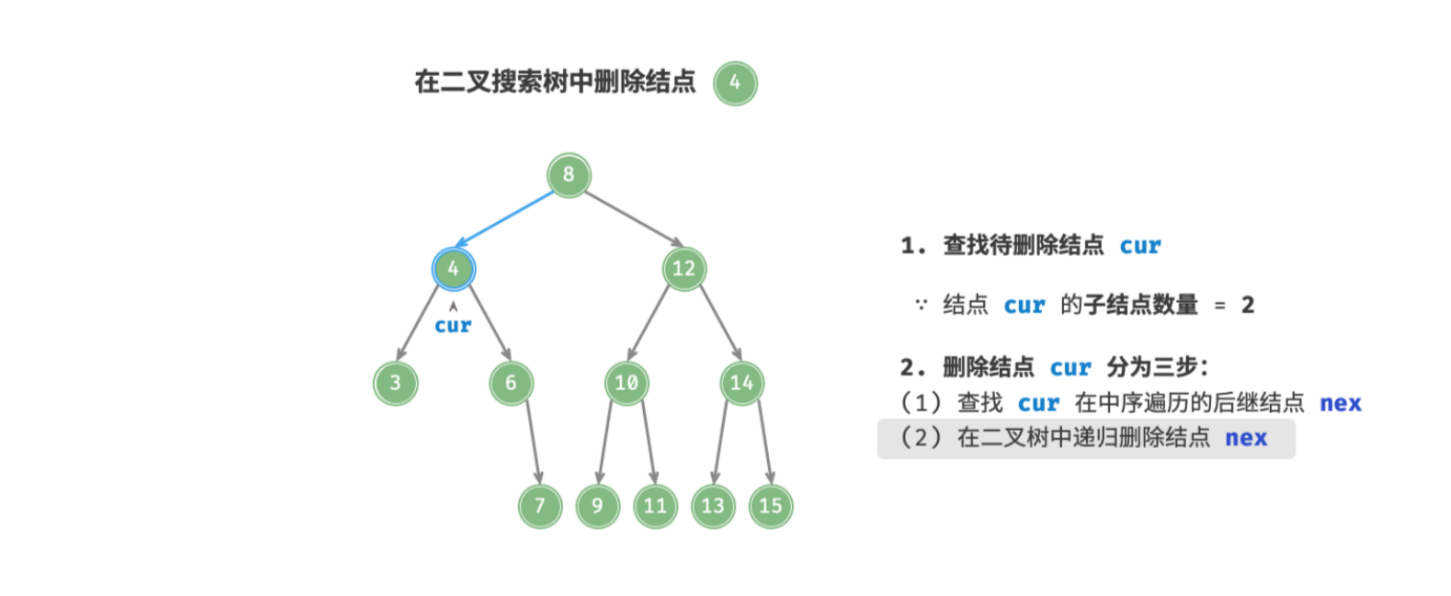 在二叉搜索树中删除结点 4
8
4 12
cur
3 6 10 14
7 9 11 13 15
1. 查找待删除结点 cur
∵ 结点 cur 的子结点数量 = 2
2. 删除结点 cur 分为三步：
(1) 查找 cur 在中序遍历的后继结点 nex
(2) 在二叉树中递归删除结点 nex